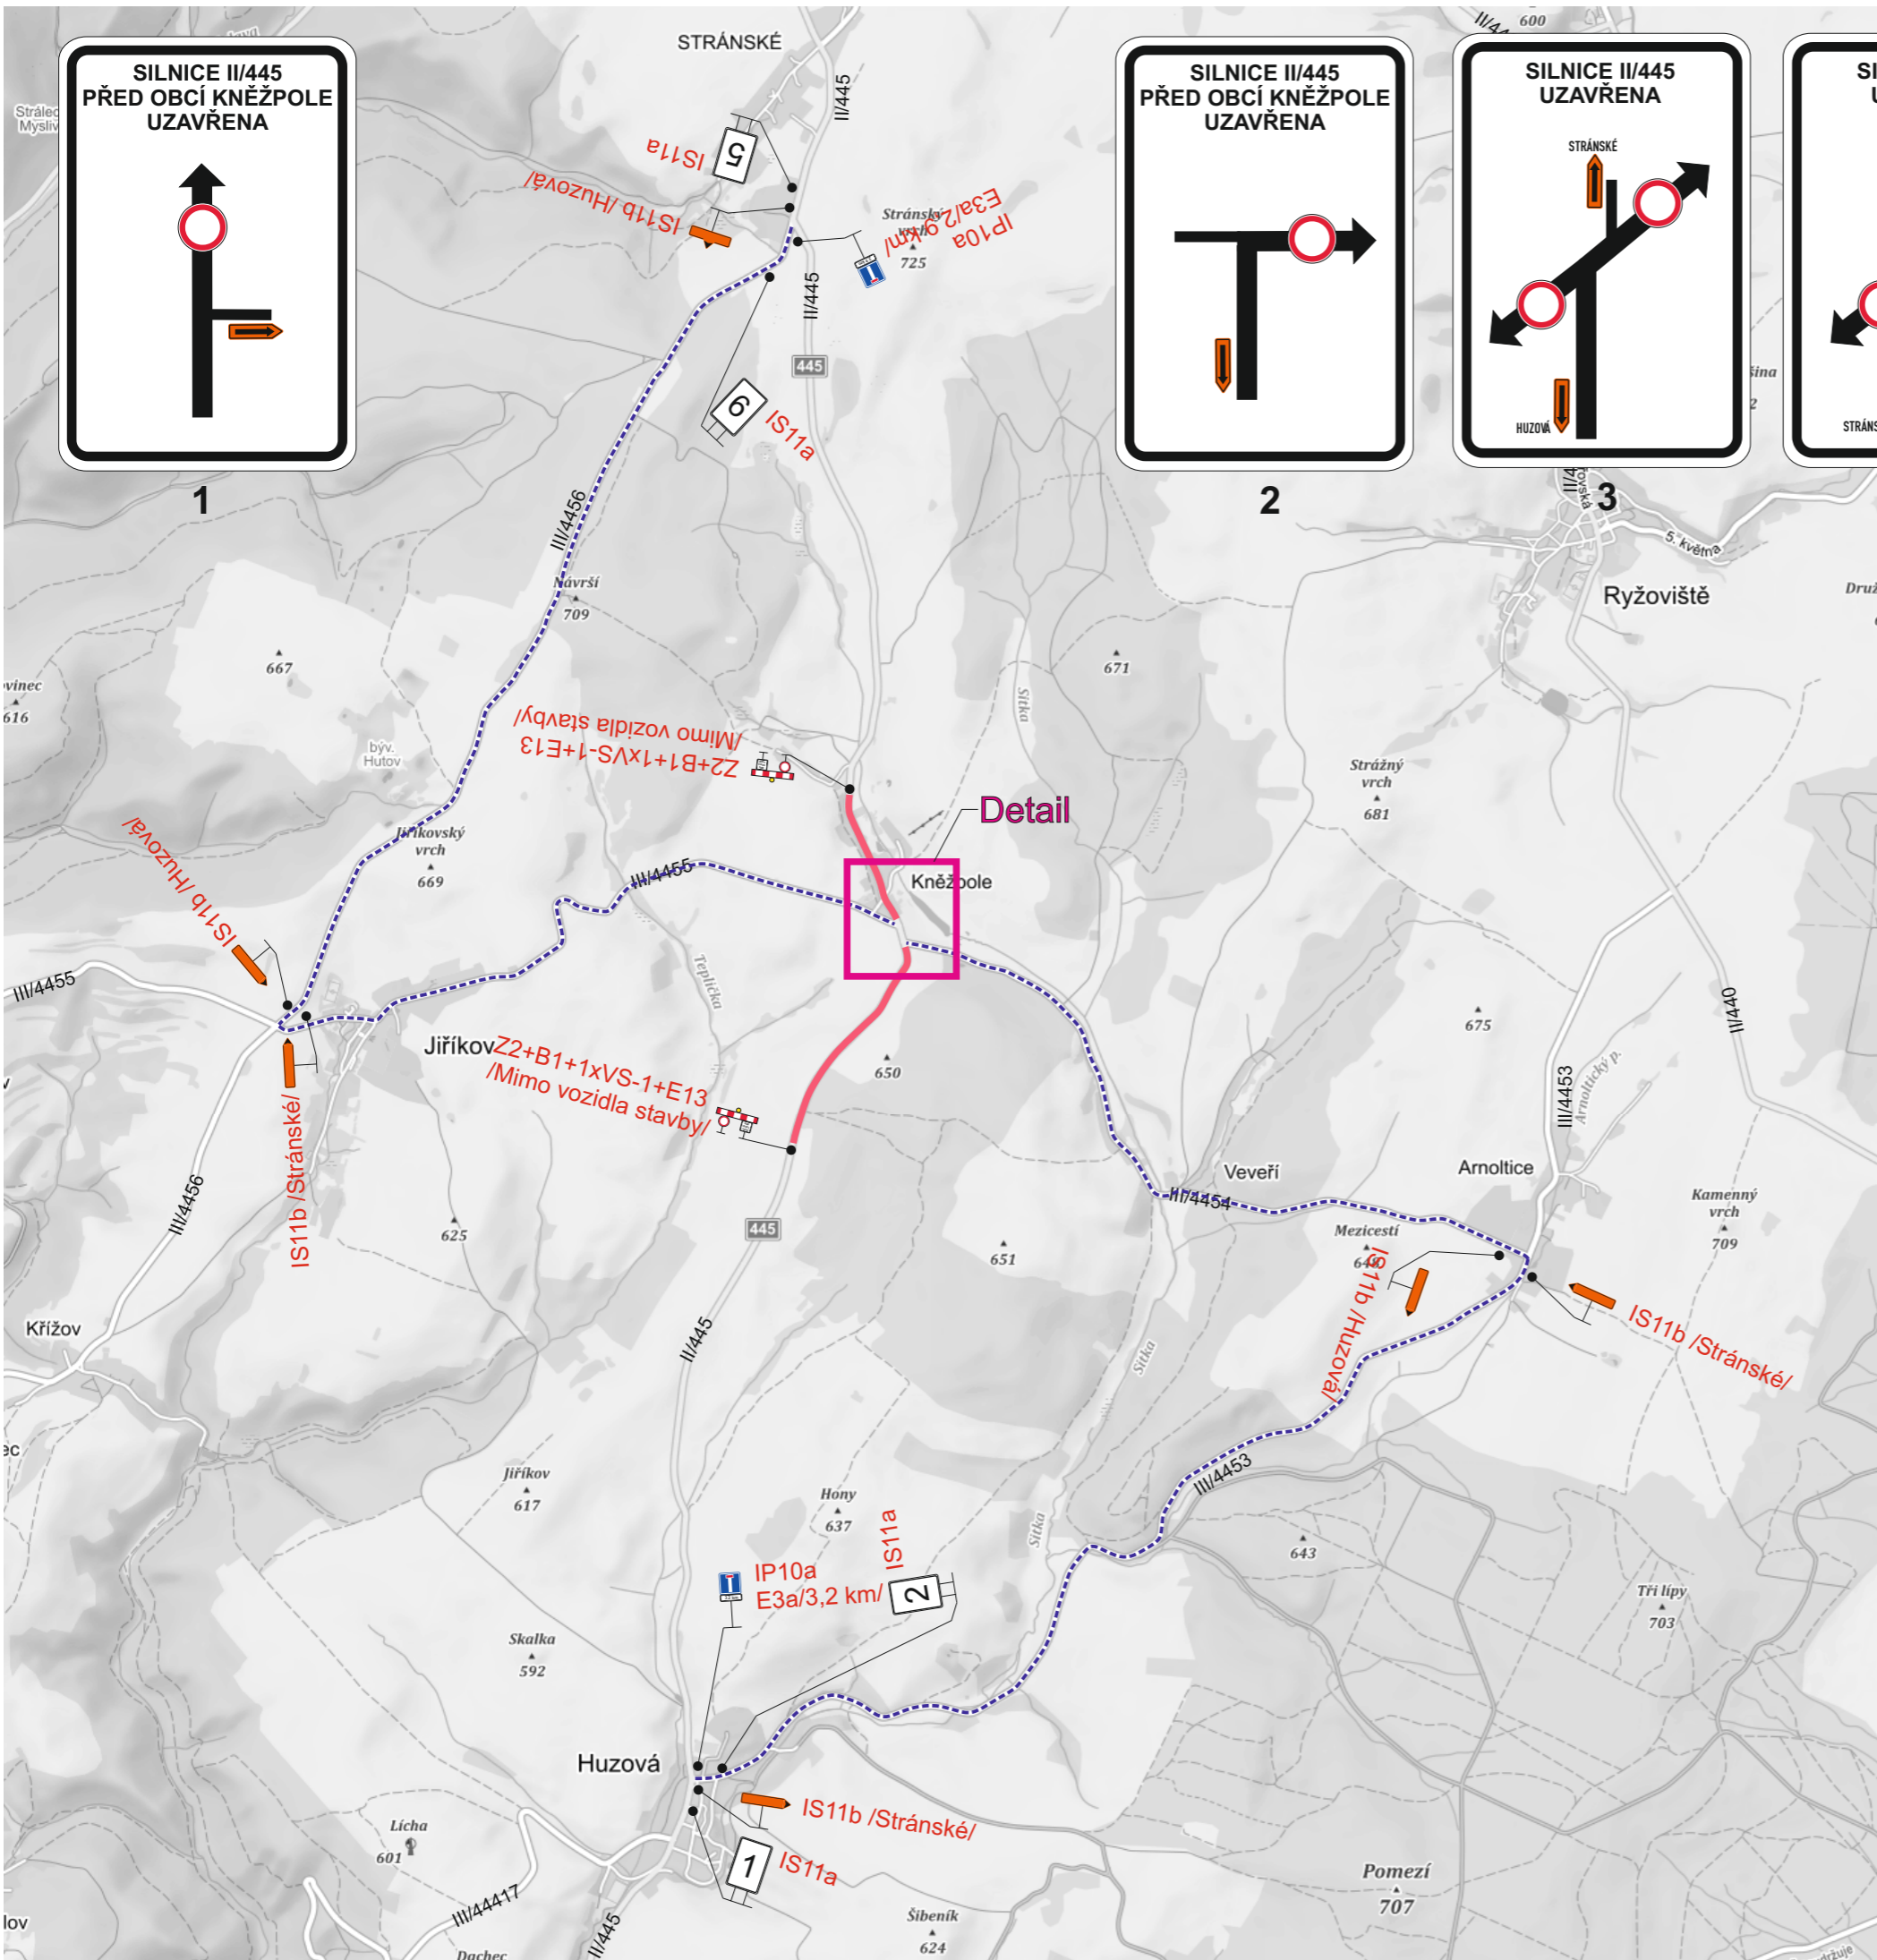 SILNICE II/445
PŘED OBCÍ KNĚŽPOLE
UZAVŘENA
1
SILNICE II/445
PŘED OBCÍ KNĚŽPOLE
UZAVŘENA
2
SILNICE II/445
UZAVŘENA
STRÁNSKÉ
HUZOVÁ
3
STRÁNSKÉ
600
II/445
IS11a
5
IS11b /Huzová/
Stránský
vrch
725
IP10a
E3a/2,9 km/
II/445
445
6
IS11a
III/4456
Návrší
709
667
616
671
Sitka
5. května
Ryžoviště
Z2+B1+1xVS-1+E13
/Mimo vozidla stavby/
býv.
Hutov
Strážný
vrch
681
Detail
Kněžpole
Jiříkovský
vrch
669
III/4455
IS11b /Huzová/
III/4455
Teplička
Jiříkov
675
II/440
650
Z2+B1+1xVS-1+E13
/Mimo vozidla stavby/
III/4453
Arnoltický p.
IS11b /Stránské/
III/4456
Veveří
Arnoltice
III/4454
Kamenný
vrch
709
625
445
651
Mezicestí
IS11b /Huzová/
IS11b /Stránské/
Křížov
II/445
Sitka
III/4453
Jiříkov
617
Hony
637
IS11a
2
Sitka
643
IP10a
E3a/3,2 km/
Tři lípy
703
Skalka
592
Huzová
IS11b /Stránské/
Lícha
601
1
IS11a
Pomezí
707
III/44417
II/445
Šibeník
624
Dachec